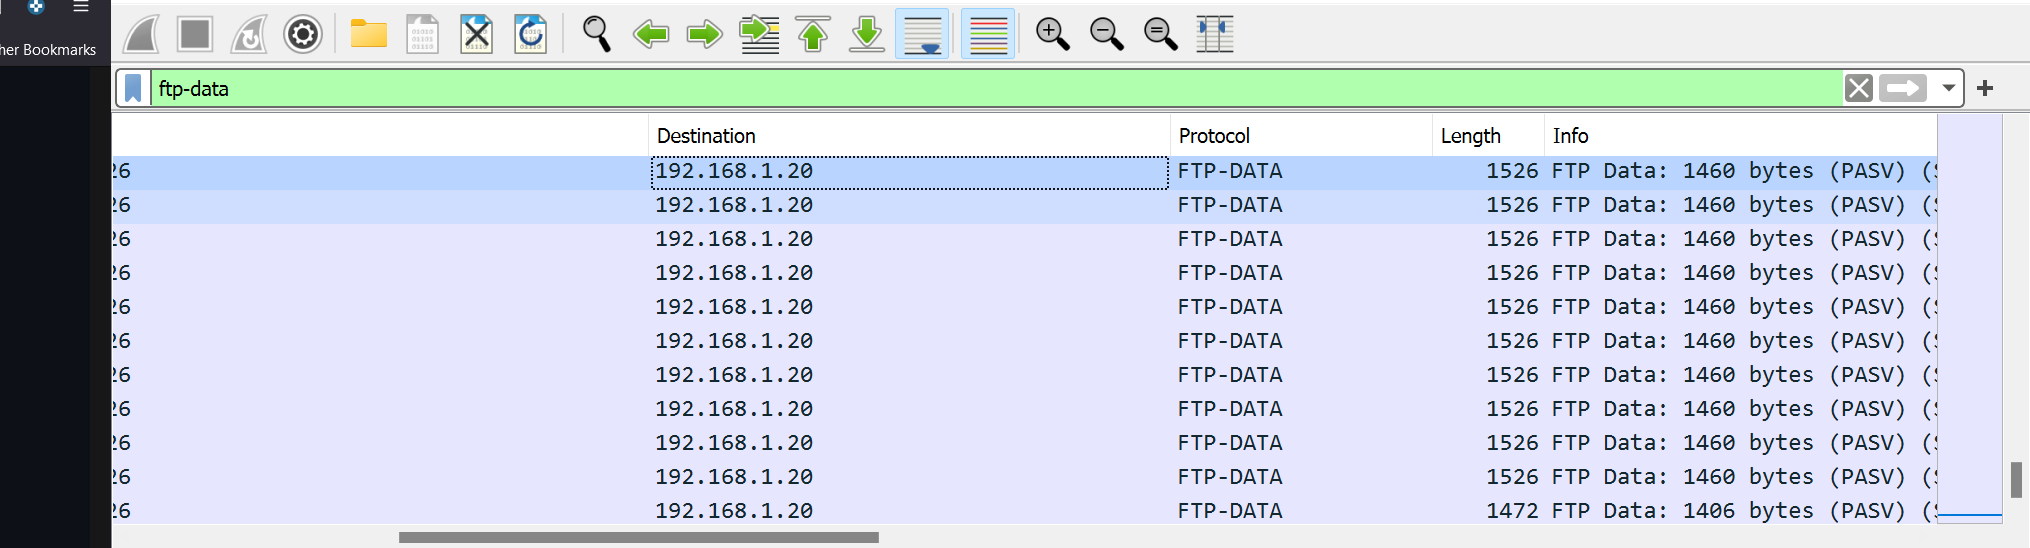 her Bookmarks
ftp-data
Destination Protocol Length Info
26 192.168.1.20 FTP-DATA 1526 FTP Data: 1460 bytes (PASV) (
26 192.168.1.20 FTP-DATA 1526 FTP Data: 1460 bytes (PASV) (
26 192.168.1.20 FTP-DATA 1526 FTP Data: 1460 bytes (PASV) (
26 192.168.1.20 FTP-DATA 1526 FTP Data: 1460 bytes (PASV) (
26 192.168.1.20 FTP-DATA 1526 FTP Data: 1460 bytes (PASV) (
26 192.168.1.20 FTP-DATA 1526 FTP Data: 1460 bytes (PASV) (
26 192.168.1.20 FTP-DATA 1526 FTP Data: 1460 bytes (PASV) (
26 192.168.1.20 FTP-DATA 1526 FTP Data: 1460 bytes (PASV) (
26 192.168.1.20 FTP-DATA 1526 FTP Data: 1460 bytes (PASV) (
26 192.168.1.20 FTP-DATA 1526 FTP Data: 1460 bytes (PASV) (
26 192.168.1.20 FTP-DATA 1472 FTP Data: 1406 bytes (PASV) (